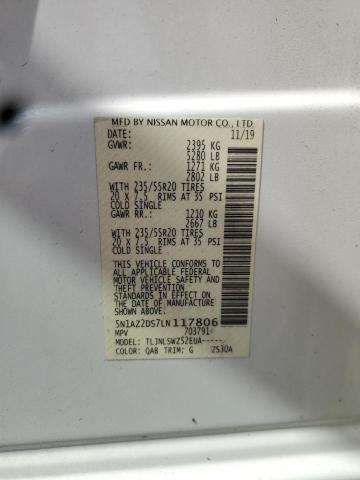 MFD BY NISSAN MOTOR CO., LTD.
DATE: 11/19
GVWR: 2395 KG
5280 LB
GAWR FR.: 1271 KG
2802 LB
WITH 235/55R20 TIRES
20 X 7.5 RIMS AT 35 PSI
COLD SINGLE
GAWR RR.: 1210 KG
2667 LB
WITH 235/55R20 TIRES
20 X 7.5 RIMS AT 35 PSI
COLD SINGLE
THIS VEHICLE CONFORMS TO ALL
APPLICABLE FEDERAL MOTOR
VEHICLE SAFETY AND THEFT
PREVENTION STANDARDS IN
EFFECT ON THE DATE OF
MANUFACTURE SHOWN ABOVE.
5N1AZ2DS7LN117806
MPV 703791
MODEL: TLJNLSWZ52EUA-----
COLOR: QAB TRIM: G ZS30A